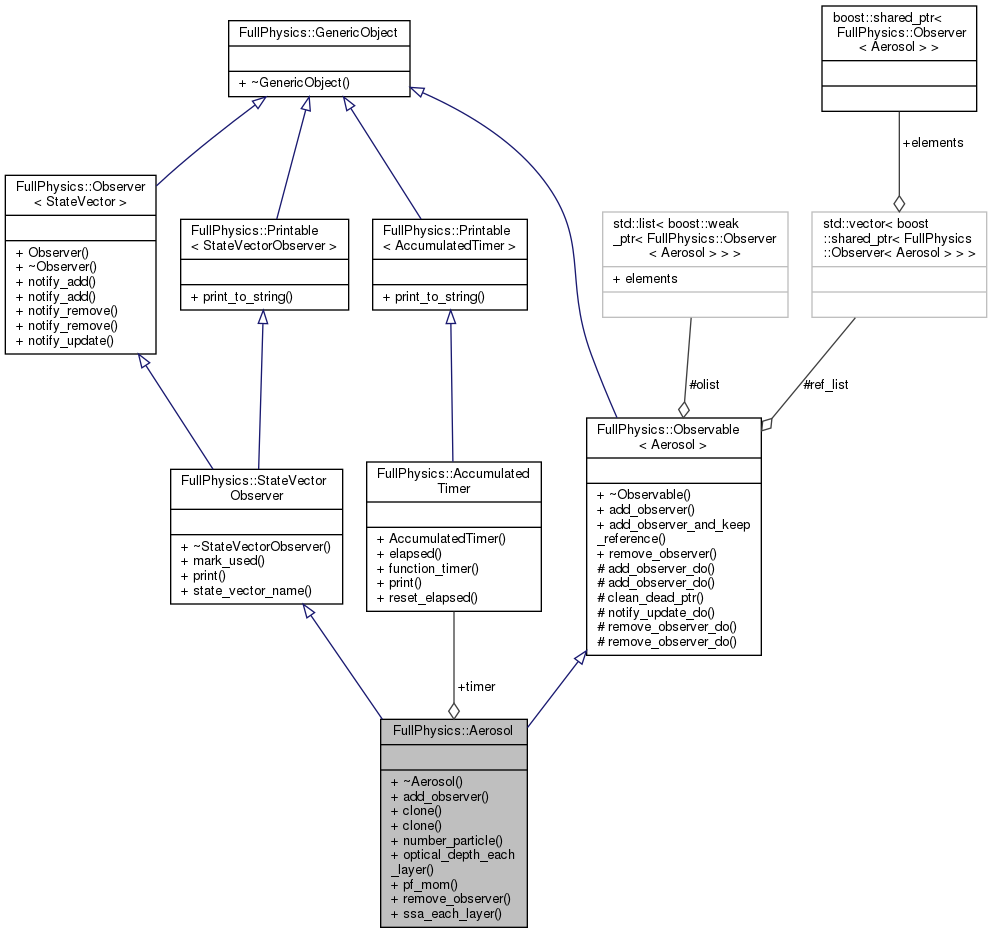 FullPhysics::GenericObject
+ ~GenericObject()
boost::shared_ptr<
FullPhysics::Observer
< Aerosol > >
+elements
FullPhysics::Observer
< StateVector >
+ Observer()
+ ~Observer()
+ notify_add()
+ notify_add()
+ notify_remove()
+ notify_remove()
+ notify_update()
FullPhysics::Printable
< StateVectorObserver >
+ print_to_string()
FullPhysics::Printable
< AccumulatedTimer >
+ print_to_string()
std::list< boost::weak
_ptr< FullPhysics::Observer
< Aerosol > > >
+ elements
std::vector< boost
::shared_ptr< FullPhysics
::Observer< Aerosol > > >
#olist
#ref_list
FullPhysics::Observable
< Aerosol >
+ ~Observable()
+ add_observer()
+ add_observer_and_keep
_reference()
+ remove_observer()
# add_observer_do()
# add_observer_do()
# clean_dead_ptr()
# notify_update_do()
# remove_observer_do()
# remove_observer_do()
FullPhysics::StateVector
Observer
+ ~StateVectorObserver()
+ mark_used()
+ print()
+ state_vector_name()
FullPhysics::Accumulated
Timer
+ AccumulatedTimer()
+ elapsed()
+ function_timer()
+ print()
+ reset_elapsed()
+timer
FullPhysics::Aerosol
+ ~Aerosol()
+ add_observer()
+ clone()
+ clone()
+ number_particle()
+ optical_depth_each
_layer()
+ pf_mom()
+ remove_observer()
+ ssa_each_layer()